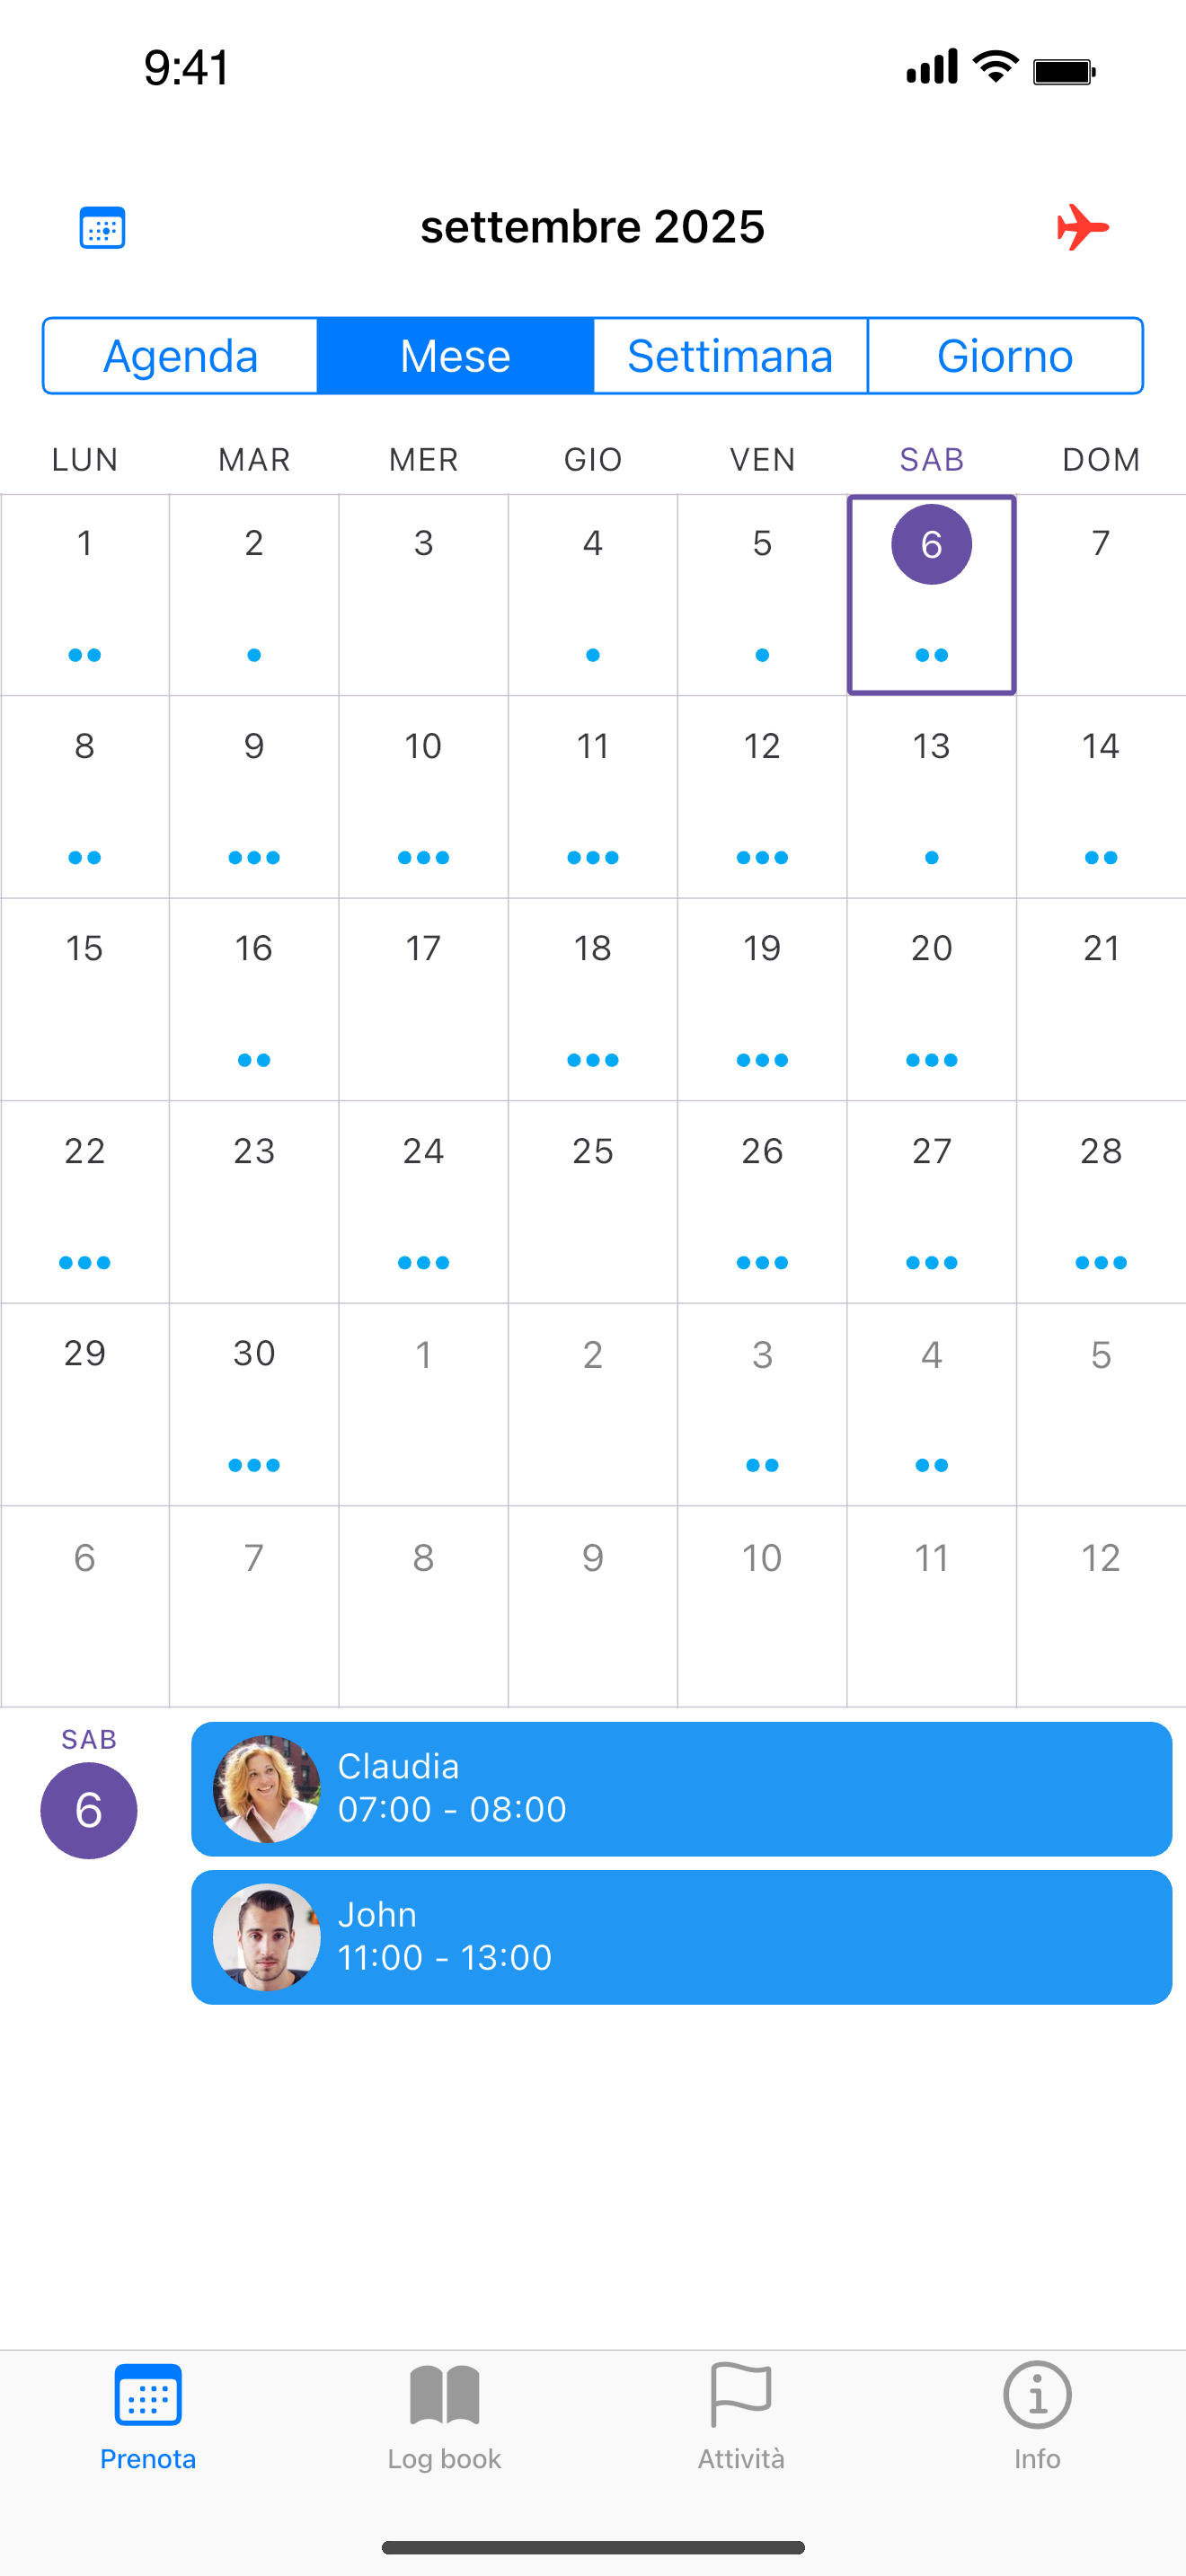 9:41
settembre 2025
Agenda Mese Settimana Giorno
LUN MAR MER GIO VEN SAB DOM
1 2 3 4 5 6 7
8 9 10 11 12 13 14
15 16 17 18 19 20 21
22 23 24 25 26 27 28
29 30 1 2 3 4 5
6 7 8 9 10 11 12
SAB
6
Claudia
07:00 - 08:00
John
11:00 - 13:00
Prenota Log book Attività Info